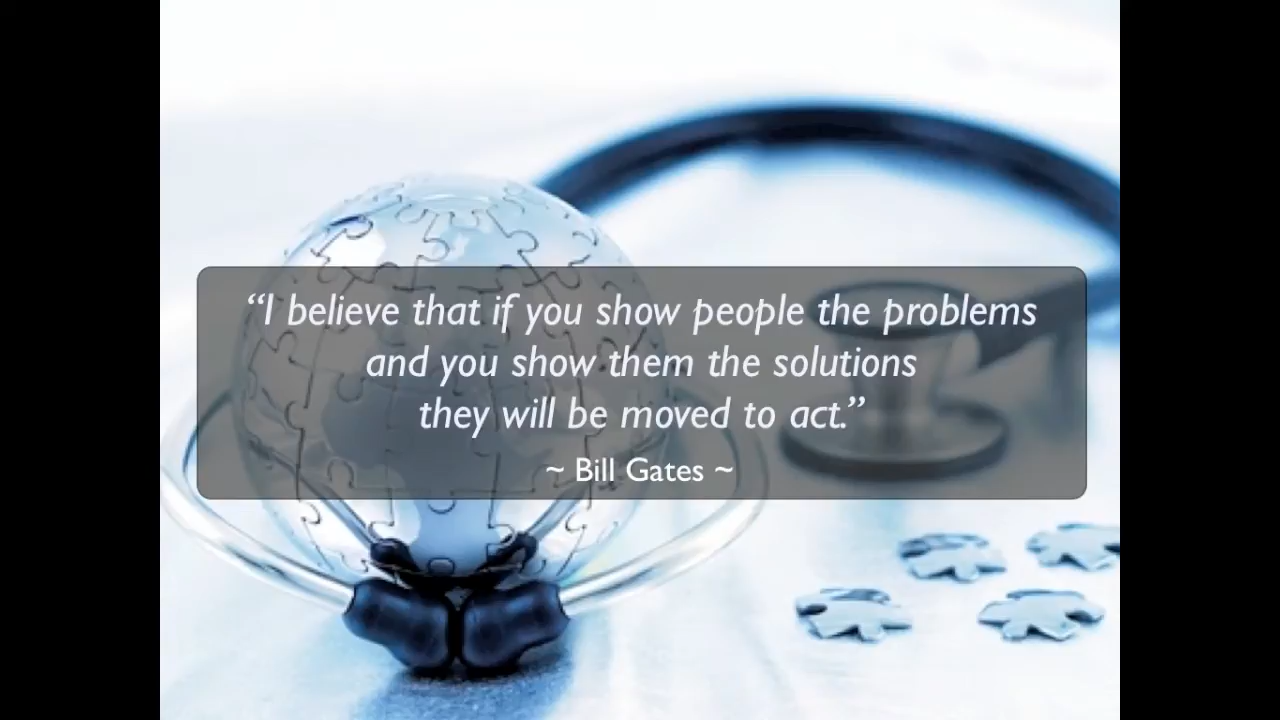 “I believe that if you show people the problems
and you show them the solutions
they will be moved to act.”
~ Bill Gates ~